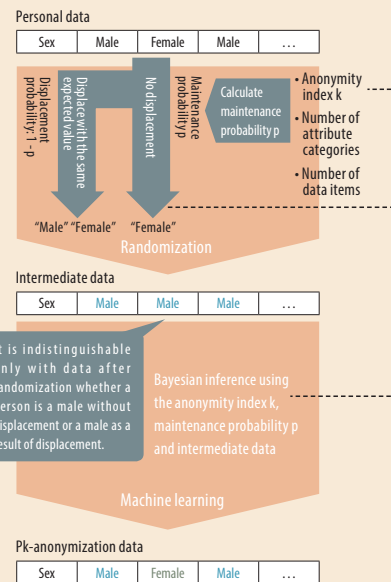 Personal data
Sex Male Female Male ...
Displacement
probability: 1 - p
Displace with the same
expected value
No displacement
Maintenance
probability p
Calculate
maintenance
probability p
• Anonymity
index k
• Number of
attribute
categories
• Number of
data items
“Male” “Female” “Female”
Randomization
Intermediate data
Sex Male Male Male ...
t is indistinguishable
nly with data after
andomization whether a
erson is a male without
isplacement or a male as a
esult of displacement.
Bayesian inference using
the anonymity index k,
maintenance probability p
and intermediate data
Machine learning
Pk-anonymization data
Sex Male Female Male ...